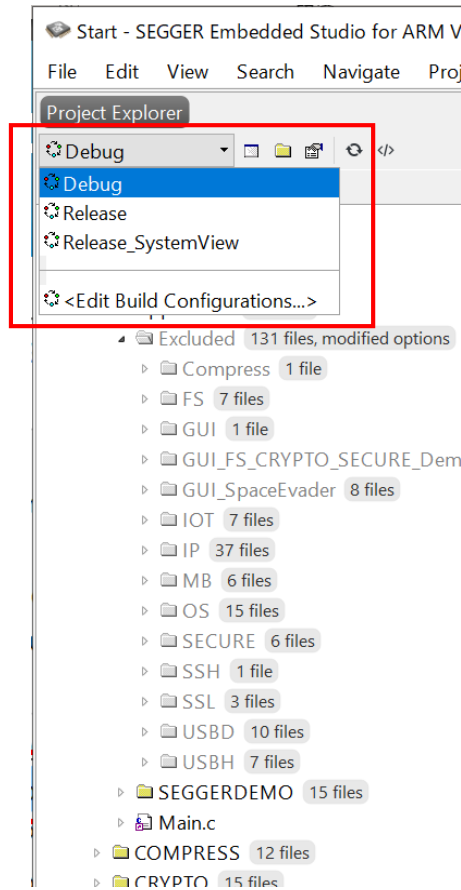 Start - SEGGER Embedded Studio for ARM V
File Edit View Search Navigate Proj
Project Explorer
Debug
Debug
Release
Release_SystemView
<Edit Build Configurations...>
Excluded 131 files, modified options
Compress 1 file
FS 7 files
GUI 1 file
GUI_FS_CRYPTO_SECURE_Dem
GUI_SpaceEvader 8 files
IOT 7 files
IP 37 files
MB 6 files
OS 15 files
SECURE 6 files
SSH 1 file
SSL 3 files
USBD 10 files
USBH 7 files
SEGGERDEMO 15 files
Main.c
COMPRESS 12 files
CRYPTO 15 files